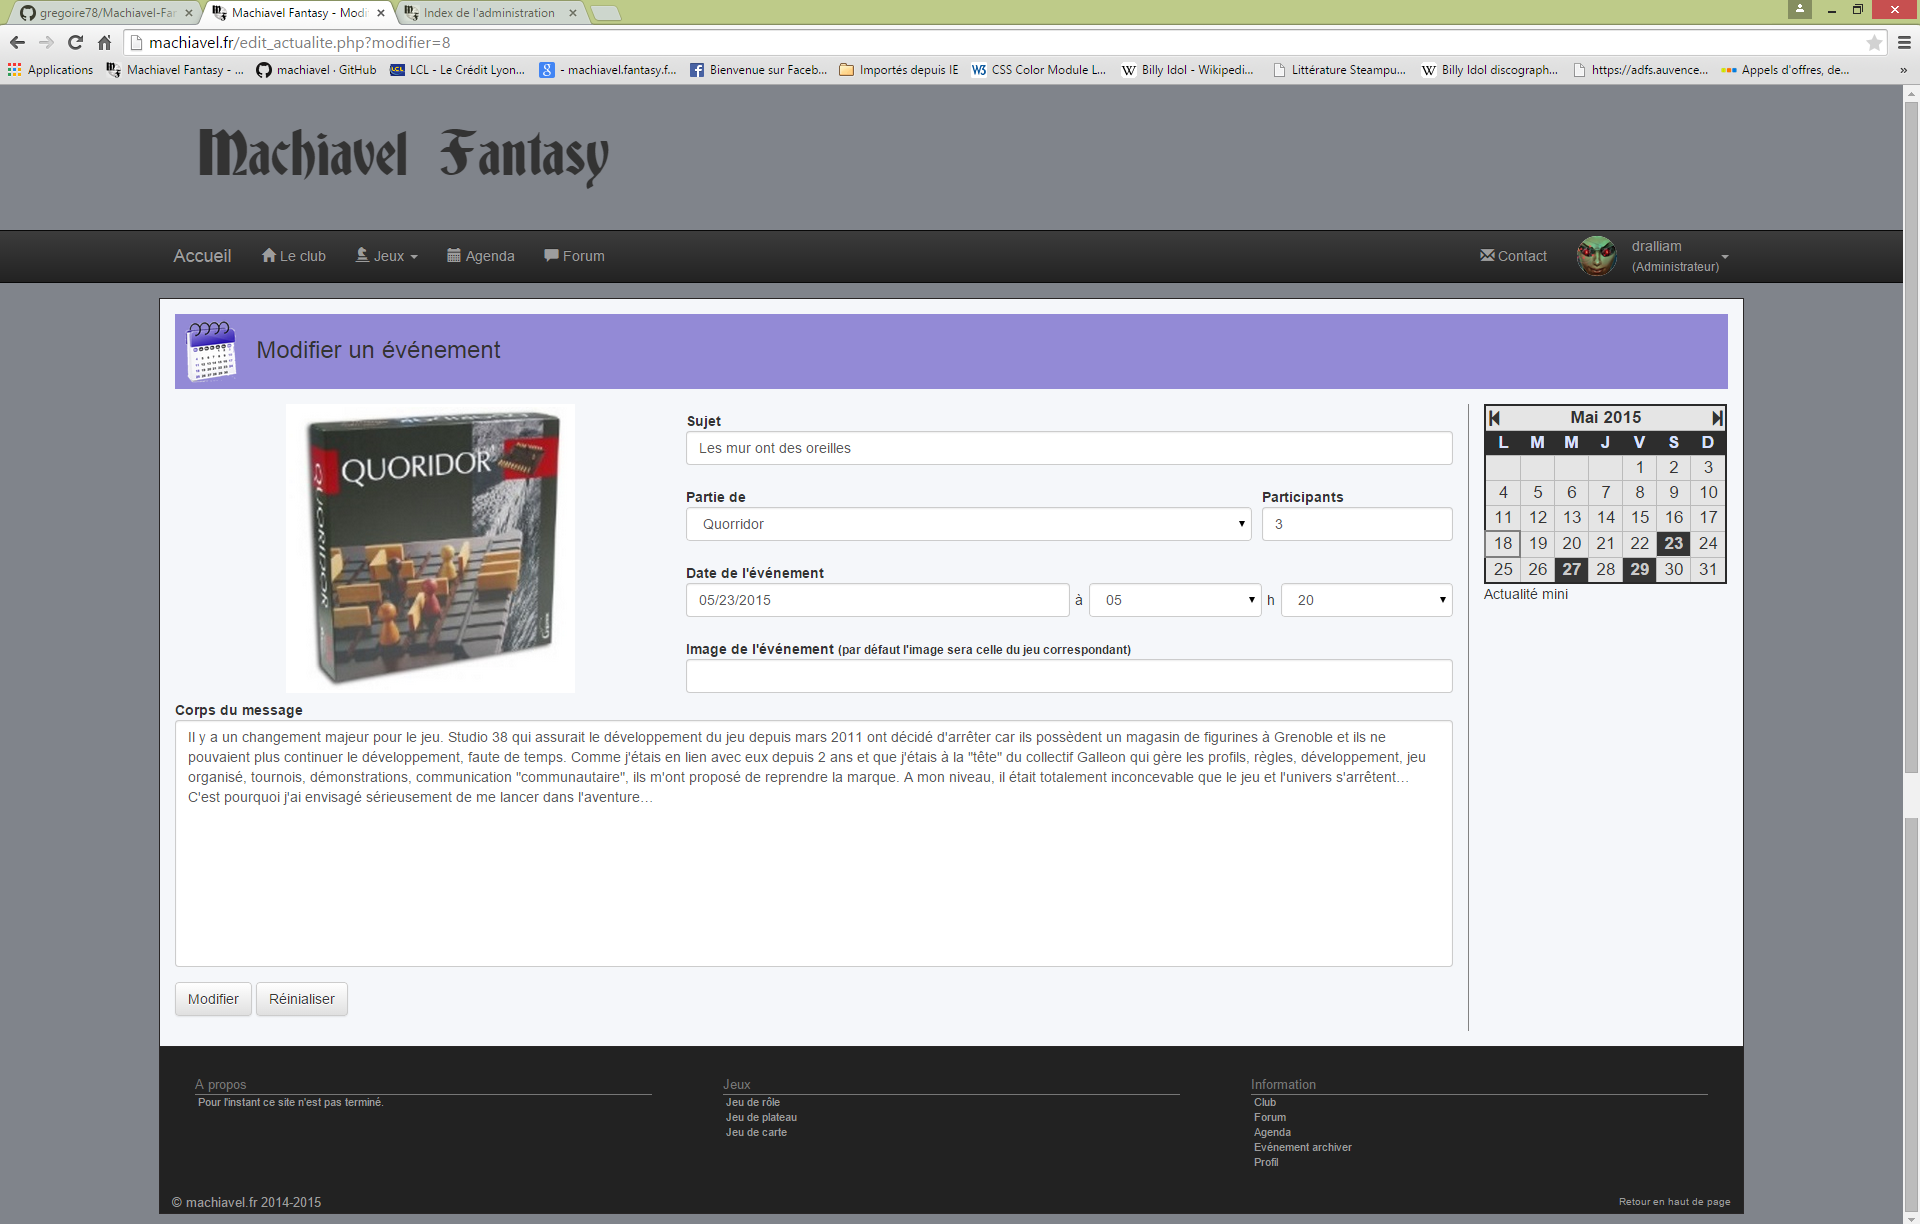 gregoire78/Machiavel-Fan
Machiavel Fantasy - Modi
Index de l'administration
machiavel.fr/edit_actualite.php?modifier=8
Applications
Machiavel Fantasy - ...
machiavel · GitHub
LCL - Le Crédit Lyon...
- machiavel.fantasy.f...
Bienvenue sur Faceb...
Importés depuis IE
CSS Color Module L...
Billy Idol - Wikipedi...
Littérature Steampu...
Billy Idol discograph...
https://adfs.auvence...
Appels d'offres, de...
»
Machiavel Fantasy
Accueil
Le club
Jeux
Agenda
Forum
Contact
dralliam
(Administrateur)
Modifier un événement
QUORIDOR
QUORIDOR
Sujet
Les mur ont des oreilles
Partie de
Participants
Quorridor
3
Date de l'événement
05/23/2015 à 05 h 20
Image de l'événement (par défaut l'image sera celle du jeu correspondant)
Mai 2015
L M M J V S D
1 2 3
4 5 6 7 8 9 10
11 12 13 14 15 16 17
18 19 20 21 22 23 24
25 26 27 28 29 30 31
Actualité mini
Corps du message
Il y a un changement majeur pour le jeu. Studio 38 qui assurait le développement du jeu depuis mars 2011 ont décidé d'arrêter car ils possèdent un magasin de figurines à Grenoble et ils ne
pouvaient plus continuer le développement, faute de temps. Comme j'étais en lien avec eux depuis 2 ans et que j'étais à la "tête" du collectif Galleon qui gère les profils, règles, développement, jeu
organisé, tournois, démonstrations, communication "communautaire", ils m'ont proposé de reprendre la marque. A mon niveau, il était totalement inconcevable que le jeu et l'univers s'arrêtent…
C'est pourquoi j'ai envisagé sérieusement de me lancer dans l'aventure…
Modifier
Réinialiser
A propos
Pour l'instant ce site n'est pas terminé.
Jeux
Jeu de rôle
Jeu de plateau
Jeu de carte
Information
Club
Forum
Agenda
Evénement archiver
Profil
© machiavel.fr 2014-2015
Retour en haut de page